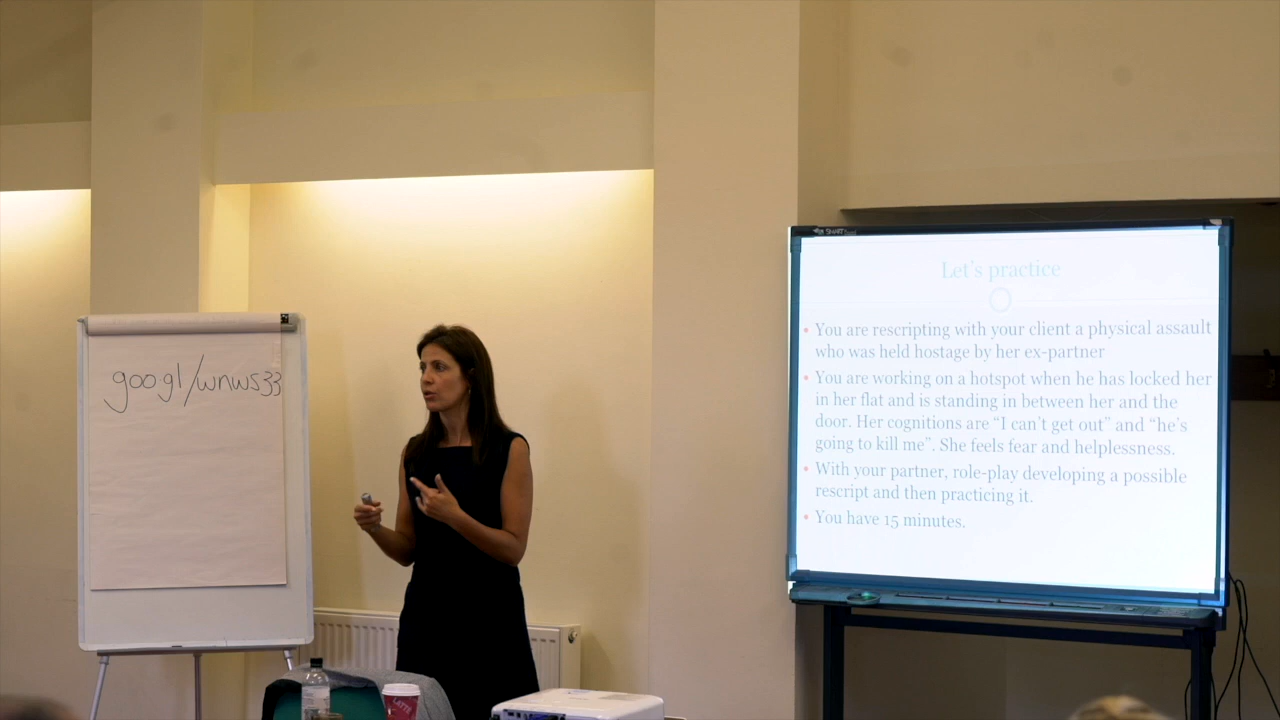 goo.gl/wnws33
SMART
Let's practice
You are rescripting with your client a physical assault
who was held hostage by her ex-partner
You are working on a hotspot when he has locked her
in her flat and is standing in between her and the
door. Her cognitions are "I can't get out" and "he's
going to kill me". She feels fear and helplessness.
With your partner, role-play developing a possible
rescript and then practicing it.
You have 15 minutes.
LATTE